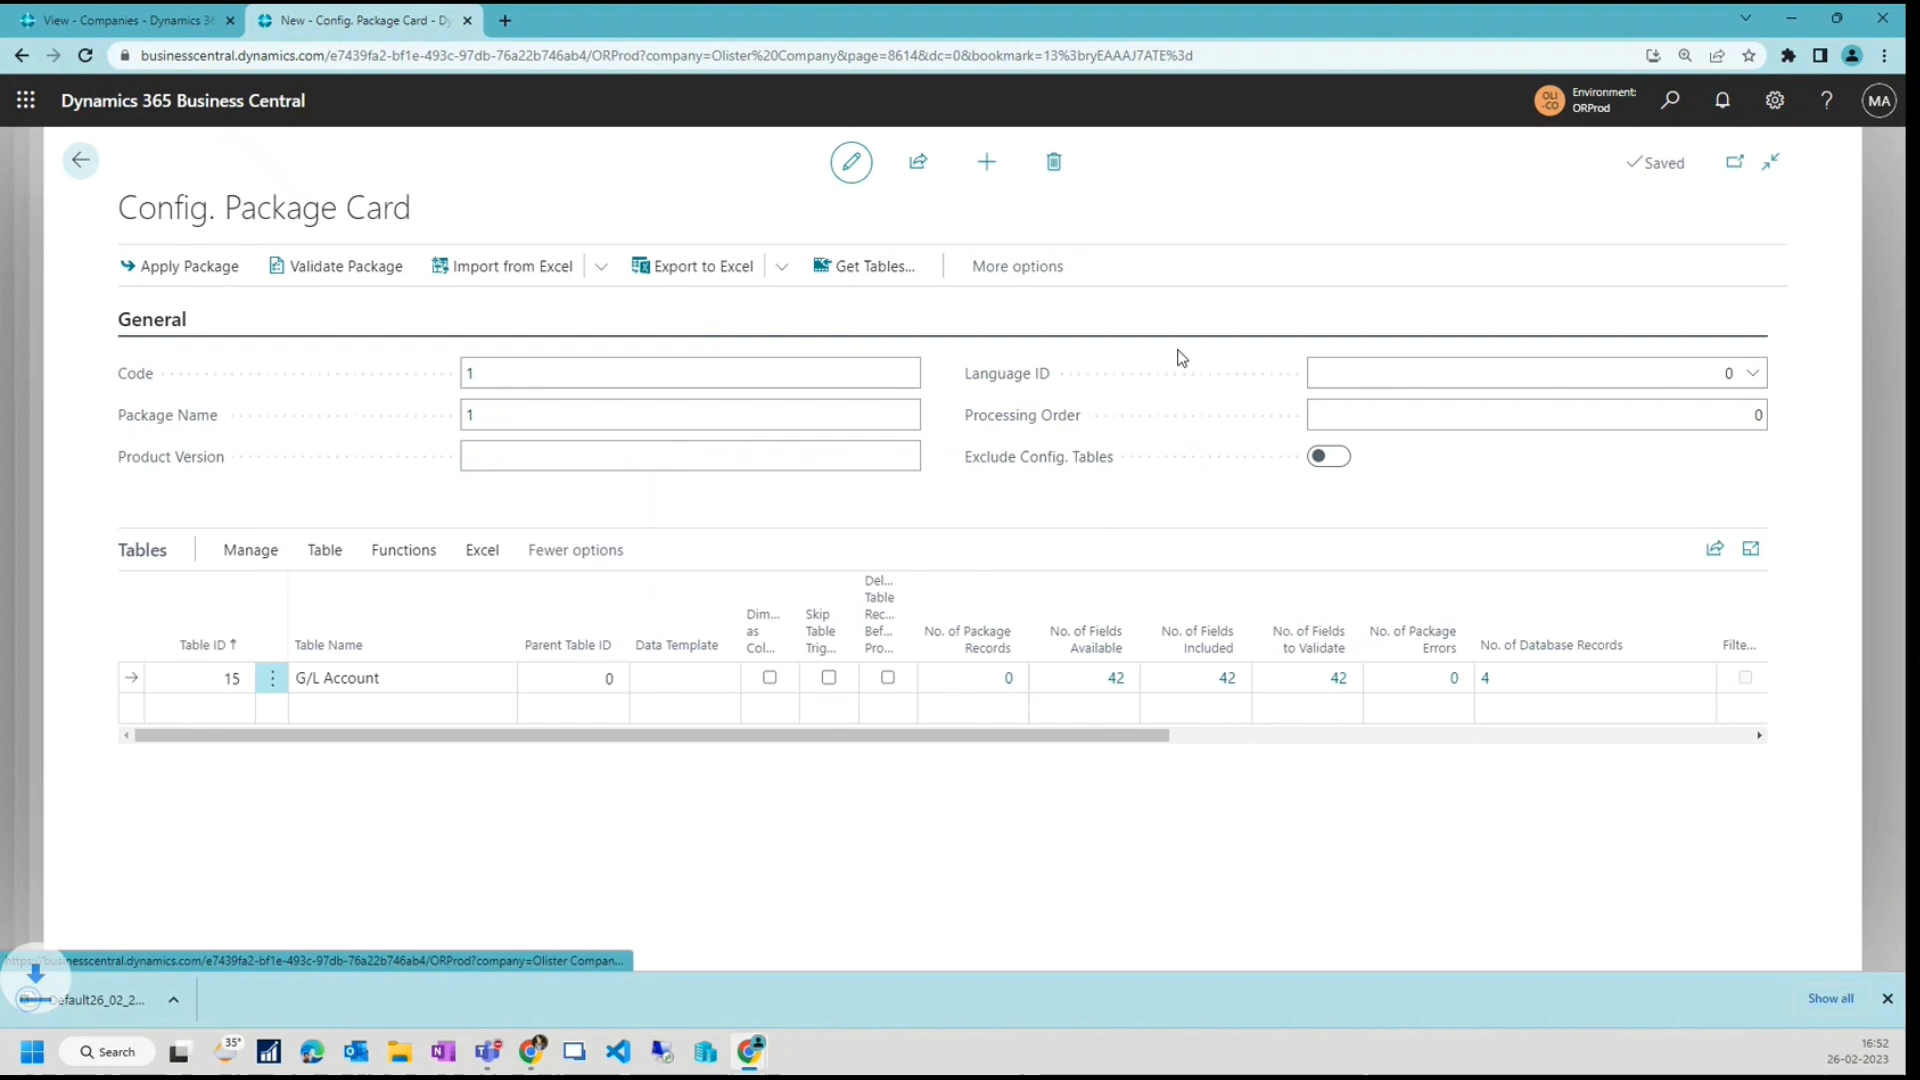 View - Companies - Dynamics 36
New - Config. Package Card - Dy
businesscentral.dynamics.com/e7439fa2-bf1e-493c-97db-76a22b746ab4/ORProd?company=Olister%20Company&page=8614&dc=0&bookmark=13%3bryEAAAJ7ATE%3d
Dynamics 365 Business Central
OLI
-CO
Environment:
ORProd
?
MA
Saved
Config. Package Card
Apply Package
Validate Package
Import from Excel
Export to Excel
Get Tables...
More options
General
Code
1
Language ID
0
Package Name
1
Processing Order
0
Product Version
Exclude Config. Tables
Tables
Manage
Table
Functions
Excel
Fewer options
Table ID ↑
Table Name
Parent Table ID
Data Template
Dim...
as
Col...
Skip
Table
Trig...
Del...
Table
Rec...
Bef...
Pro...
No. of Package
Records
No. of Fields
Available
No. of Fields
Included
No. of Fields
to Validate
No. of Package
Errors
No. of Database Records
Filte...
15
G/L Account
0
0
42
42
42
0
4
https://businesscentral.dynamics.com/e7439fa2-bf1e-493c-97db-76a22b746ab4/ORProd?company=Olister Compan...
Default26_02_2...
Show all
Search
35°
16:52
26-02-2023